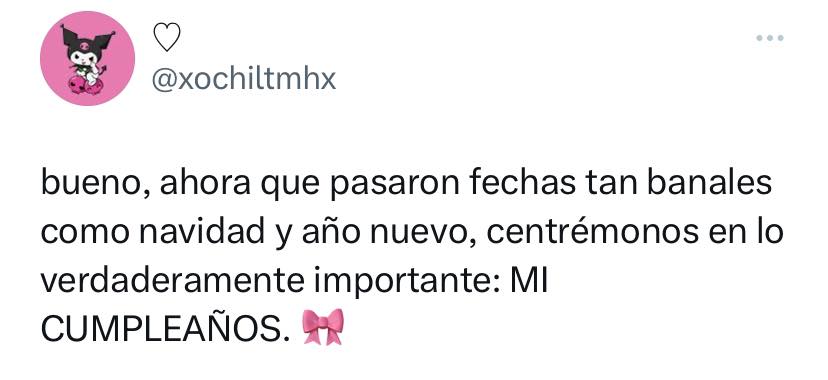 ♡
@xochiltmhx
bueno, ahora que pasaron fechas tan banales
como navidad y año nuevo, centrémonos en lo
verdaderamente importante: MI
CUMPLEAÑOS. 🎀